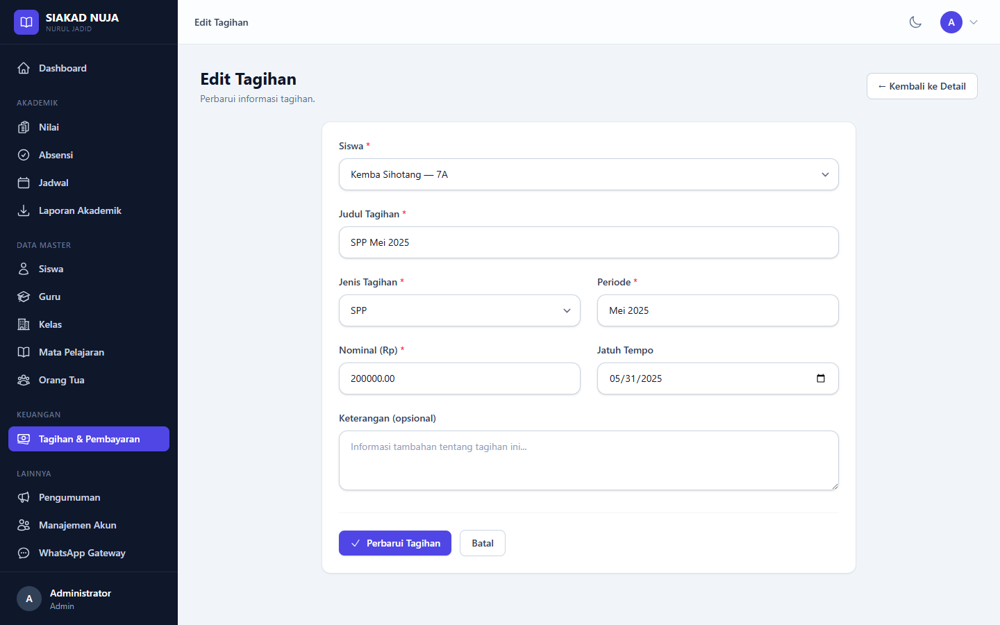 SIAKAD NUJA
NURUL JADID
Dashboard
AKADEMIK
Nilai
Absensi
Jadwal
Laporan Akademik
DATA MASTER
Siswa
Guru
Kelas
Mata Pelajaran
Orang Tua
KEUANGAN
Tagihan & Pembayaran
LAINNYA
Pengumuman
Manajemen Akun
WhatsApp Gateway
A
Administrator
Admin
Edit Tagihan
A
Edit Tagihan
Perbarui informasi tagihan.
← Kembali ke Detail
Siswa *
Kemba Sihotang — 7A
Judul Tagihan *
SPP Mei 2025
Jenis Tagihan *
SPP
Periode *
Mei 2025
Nominal (Rp) *
200000.00
Jatuh Tempo
05/31/2025
Keterangan (opsional)
Informasi tambahan tentang tagihan ini...
Perbarui Tagihan
Batal